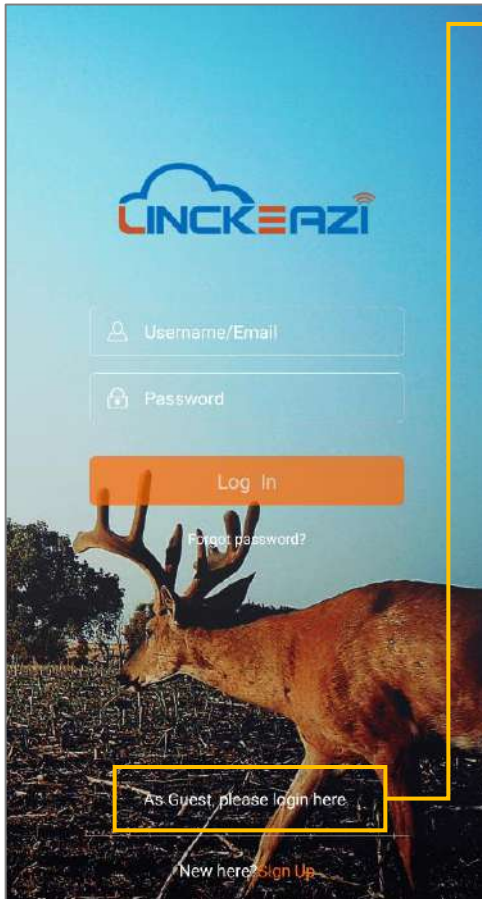 LINCKEAZI
Username/Email
Password
Log In
Forgot password?
As Guest, please login here
New here?Sign Up